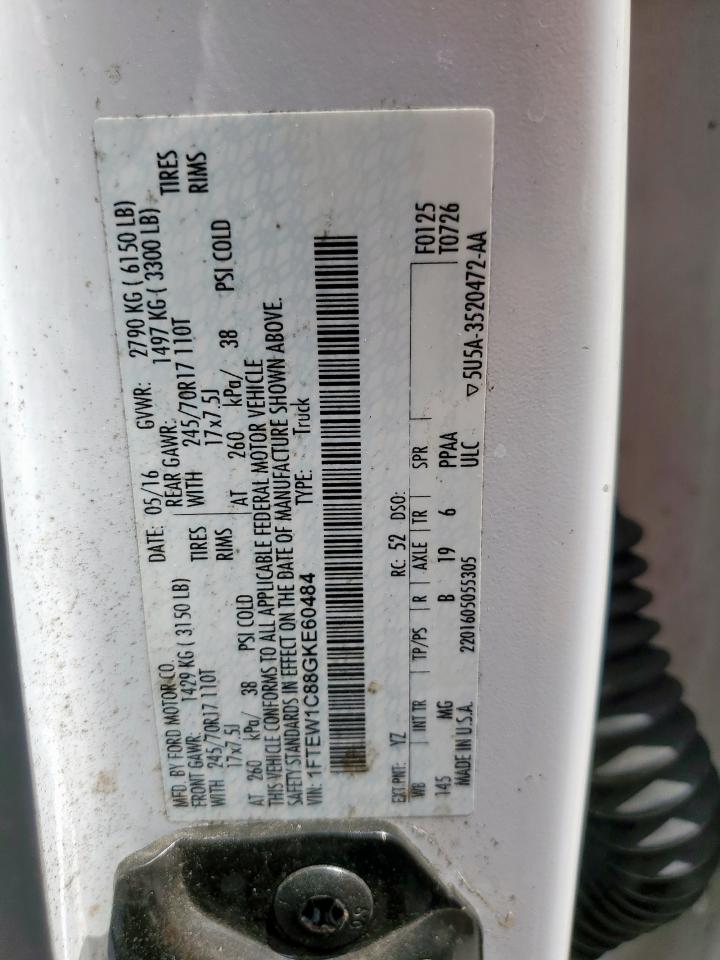 MFD. BY FORD MOTOR CO.
DATE: 05/16 GVWR: 2790 KG ( 6150 LB)
FRONT GAWR: 1429 KG ( 3150 LB) REAR GAWR: 1497 KG ( 3300 LB)
WITH 245/70R17 110T TIRES WITH 245/70R17 110T TIRES
17x7.5J RIMS 17x7.5J RIMS
AT 260 kPa/ 38 PSI COLD AT 260 kPa/ 38 PSI COLD
THIS VEHICLE CONFORMS TO ALL APPLICABLE FEDERAL MOTOR VEHICLE
SAFETY STANDARDS IN EFFECT ON THE DATE OF MANUFACTURE SHOWN ABOVE.
VIN: 1FTEW1C88GKE60484 TYPE: Truck
EXT PNT: YZ RC: 52 DSO: F0125
WB INT TR TP/PS R AXLE TR SPR T0726
145 MG B 19 6 PPAA
MADE IN U.S.A. 2201605055305 ULC ▽5U5A-3520472-AA